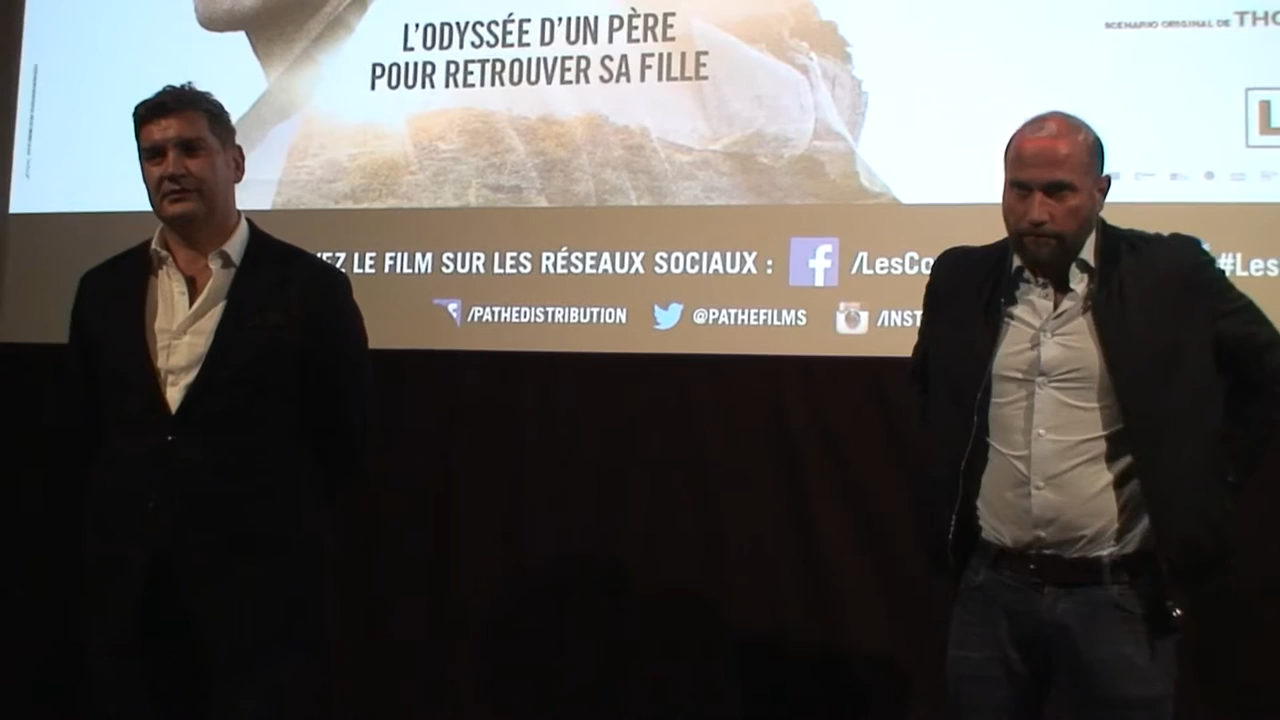 L'ODYSSÉE D'UN PÈRE
POUR RETROUVER SA FILLE
SCÉNARIO ORIGINAL DE THO
L
EZ LE FILM SUR LES RÉSEAUX SOCIAUX : /LesCo #Les
/PATHEDISTRIBUTION @PATHEFILMS /INST